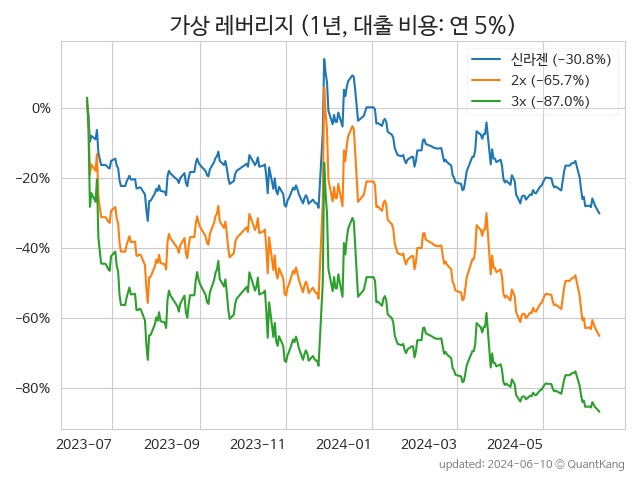 가상 레버리지 (1년, 대출 비용: 연 5%)
신라젠 (−30.8%)
2x (−65.7%)
3x (−87.0%)
0%
−20%
−40%
−60%
−80%
2023-07 2023-09 2023-11 2024-01 2024-03 2024-05
updated: 2024-06-10 © QuantKang